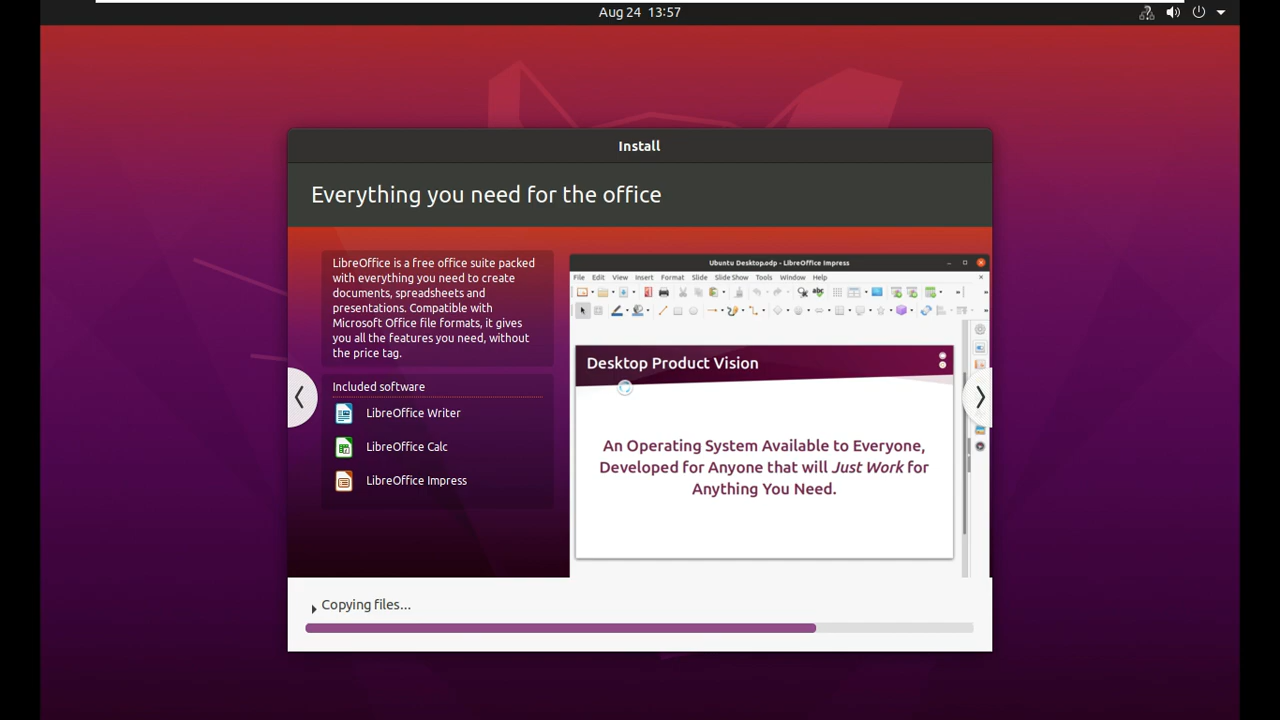 Aug 24 13:57
Install
Everything you need for the office
LibreOffice is a free office suite packed
with everything you need to create
documents, spreadsheets and
presentations. Compatible with
Microsoft Office file formats, it gives
you all the features you need, without
the price tag.
Included software
LibreOffice Writer
LibreOffice Calc
LibreOffice Impress
Ubuntu Desktop.odp - LibreOffice Impress
File Edit View Insert Format Slide Slide Show Tools Window Help
Desktop Product Vision
An Operating System Available to Everyone,
Developed for Anyone that will Just Work for
Anything You Need.
Copying files...